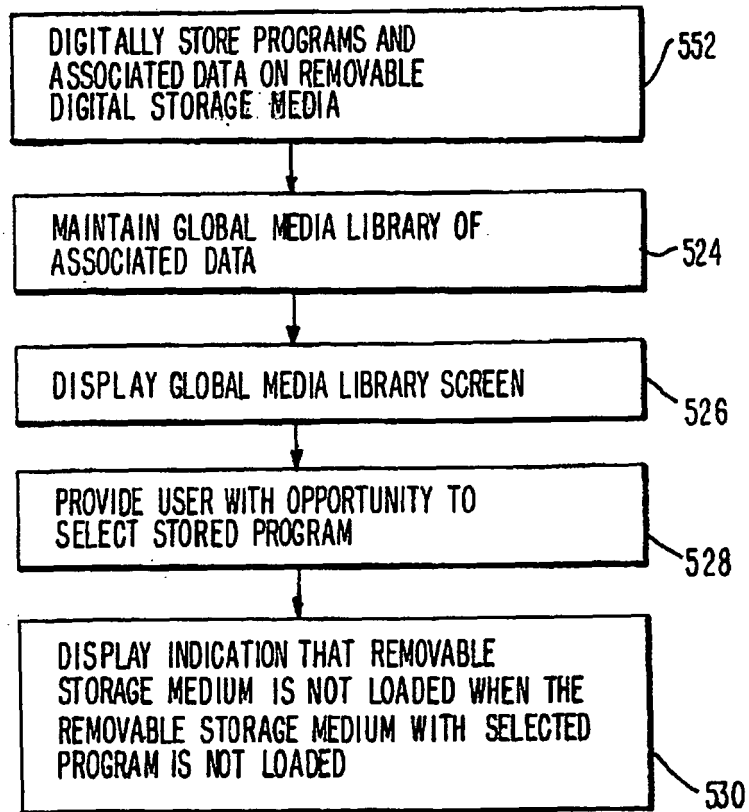 DIGITALLY STORE PROGRAMS AND
ASSOCIATED DATA ON REMOVABLE
DIGITAL STORAGE MEDIA
552
MAINTAIN GLOBAL MEDIA LIBRARY OF
ASSOCIATED DATA
524
DISPLAY GLOBAL MEDIA LIBRARY SCREEN
526
PROVIDE USER WITH OPPORTUNITY TO
SELECT STORED PROGRAM
528
DISPLAY INDICATION THAT REMOVABLE
STORAGE MEDIUM IS NOT LOADED WHEN THE
REMOVABLE STORAGE MEDIUM WITH SELECTED
PROGRAM IS NOT LOADED
530